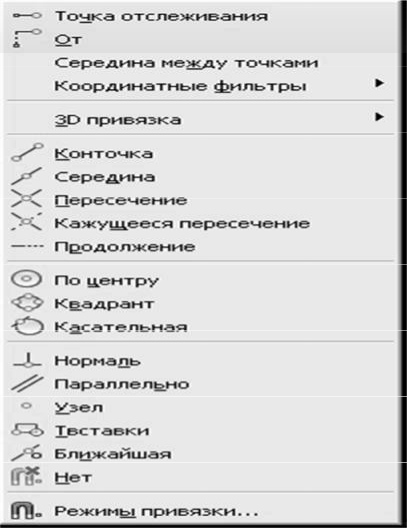 Точка отслеживания
От
Середина между точками
Координатные фильтры
3D привязка
Конточка
Середина
Пересечение
Кажущееся пересечение
Продолжение
По центру
Квадрант
Касательная
Нормаль
Параллельно
Узел
Твставки
Ближайшая
Нет
Режимы привязки...